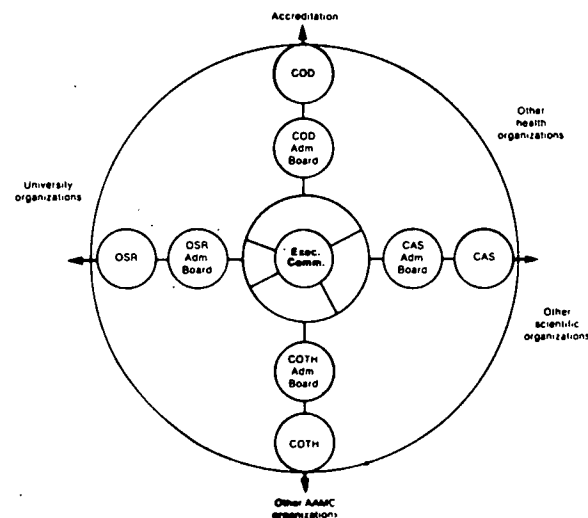 Accreditation
COD
COD
Adm
Board
Other
health
organizations
University
organizations
OSR
OSR
Adm
Board
Exec.
Comm.
CAS
Adm
Board
CAS
Other
scientific
organizations
COTH
Adm
Board
COTH
Other AAMC
organizations